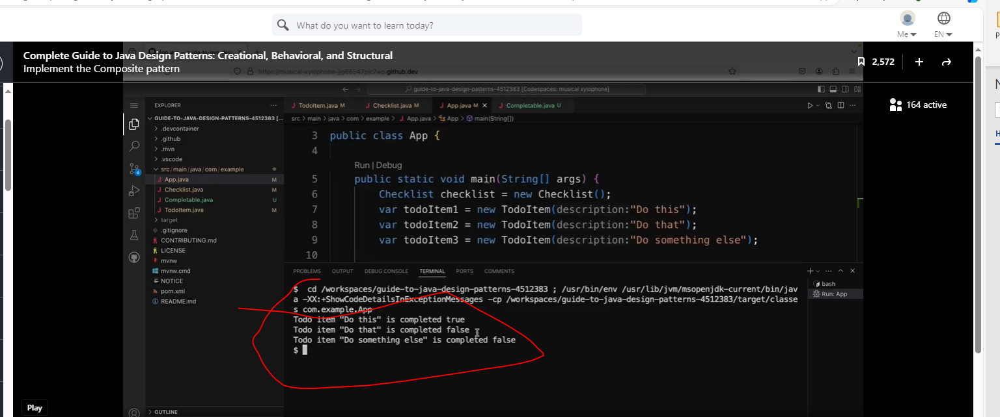 What do you want to learn today?
Me
EN
Complete Guide to Java Design Patterns: Creational, Behavioral, and Structural
Implement the Composite pattern
2,572
164 active
guide-to-java-design-patterns-4512383 [Codespaces: musical xylophone]
EXPLORER
GUIDE-TO-JAVA-DESIGN-PATTERNS-4512383 [...
.devcontainer
.github
.mvn
.vscode
src/main/java/com/example
App.java M
Checklist.java M
Completable.java U
TodoItem.java M
target
.gitignore
CONTRIBUTING.md
LICENSE
mvnw
mvnw.cmd
NOTICE
pom.xml
README.md
OUTLINE
4
TodoItem.java M
Checklist.java M
App.java M
Completable.java U
src > main > java > com > example > App.java > App > main(String[])
3 public class App {
4
Run | Debug
5 public static void main(String[] args) {
6 Checklist checklist = new Checklist();
7 var todoItem1 = new TodoItem(description:"Do this");
8 var todoItem2 = new TodoItem(description:"Do that");
9 var todoItem3 = new TodoItem(description:"Do something else");
10
PROBLEMS OUTPUT DEBUG CONSOLE TERMINAL PORTS COMMENTS
$ cd /workspaces/guide-to-java-design-patterns-4512383 ; /usr/bin/env /usr/lib/jvm/msopenjdk-current/bin/jav
a -XX:+ShowCodeDetailsInExceptionMessages -cp /workspaces/guide-to-java-design-patterns-4512383/target/classe
s com.example.App
Todo item "Do this" is completed true
Todo item "Do that" is completed false
Todo item "Do something else" is completed false
$
bash
Run: App
Play